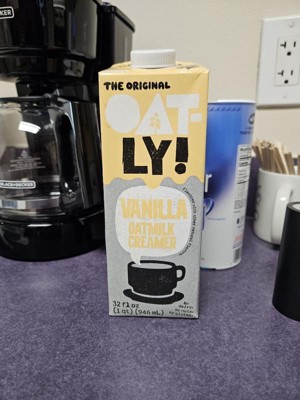 THE ORIGINAL
OAT-
LY!
VANILLA
OATMILK
CREAMER
32 fl oz
(1 qt) (946 mL)
BLACK+DECKER